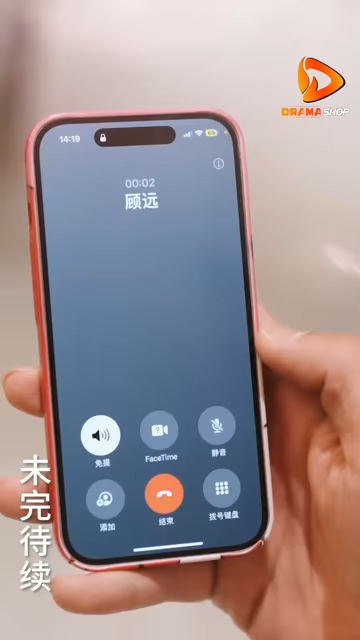 DRAMA SHOP
14:19
00:02
顾远
免提
FaceTime
静音
添加
结束
拨号键盘
未完待续